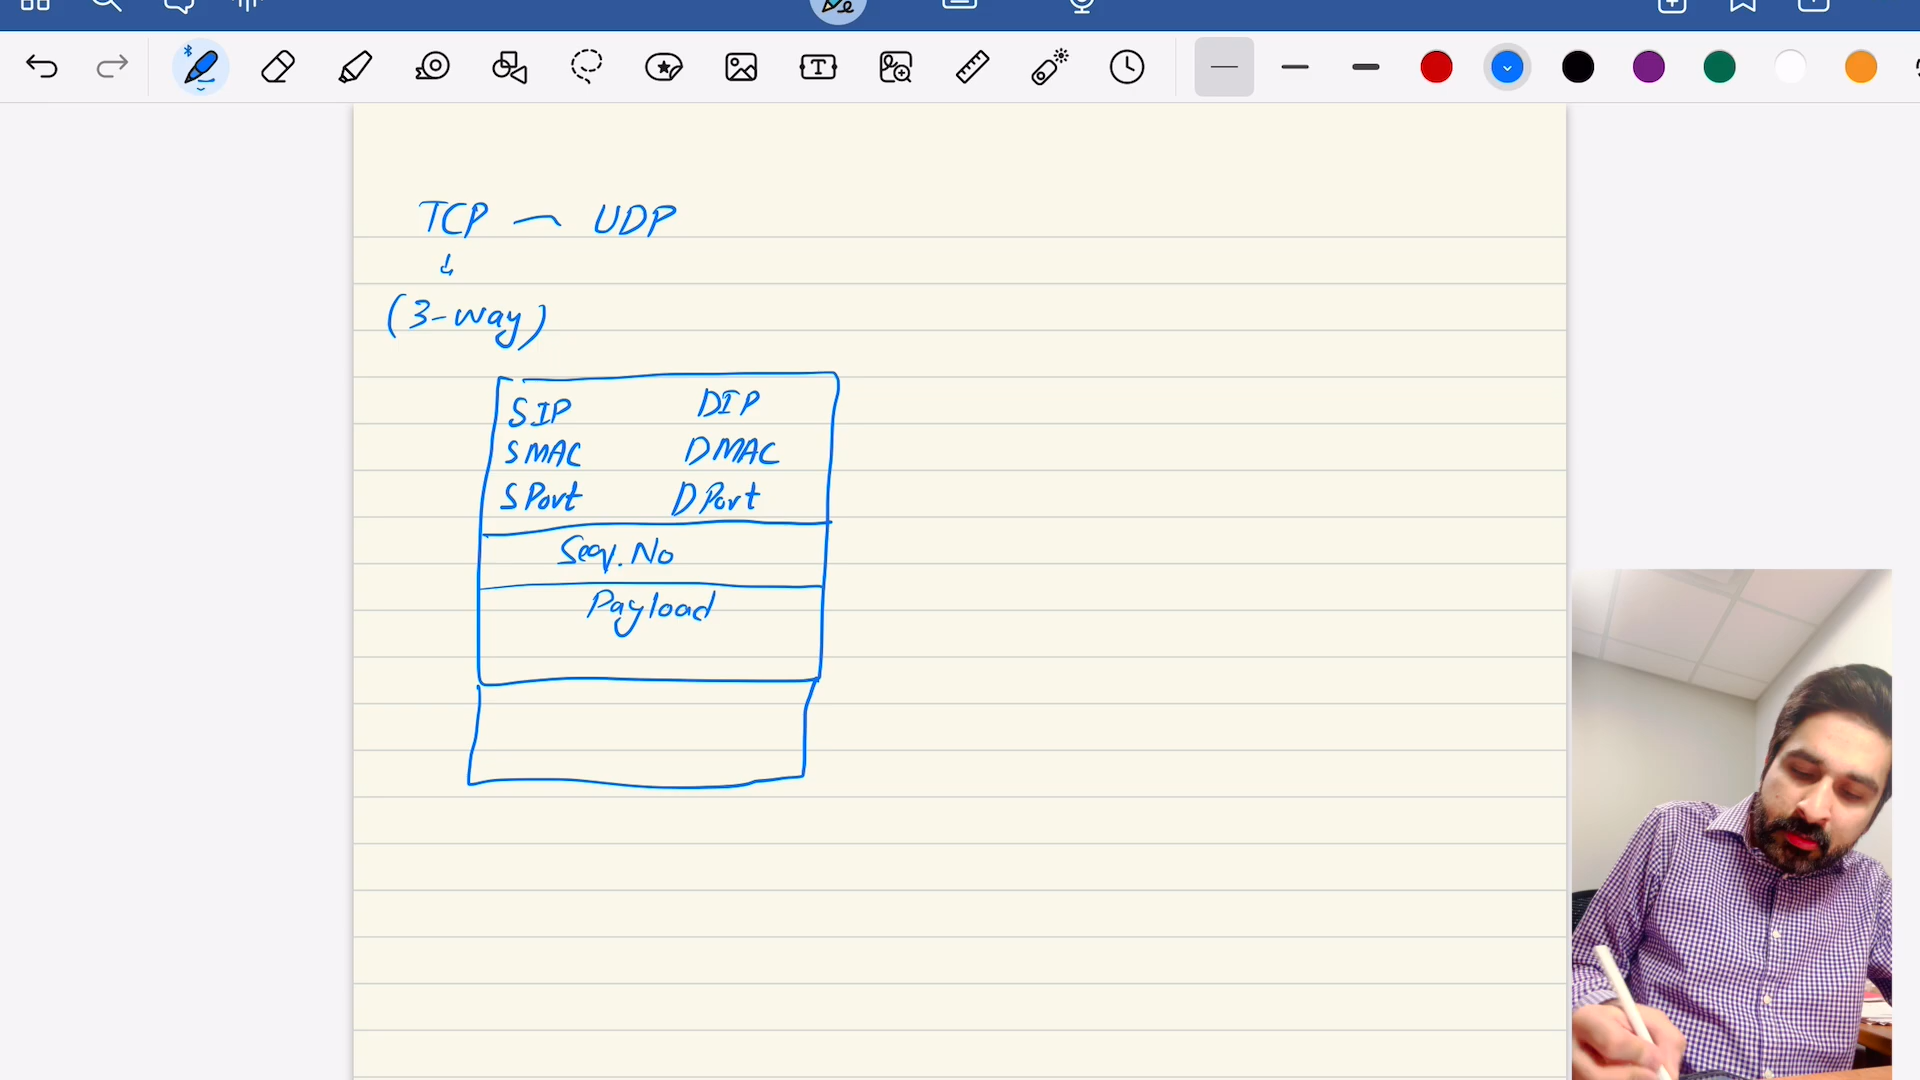 TCP — UDP
↓
(3-way)
SIP DIP
SMAC DMAC
SPort DPort
Seq.No
Payload